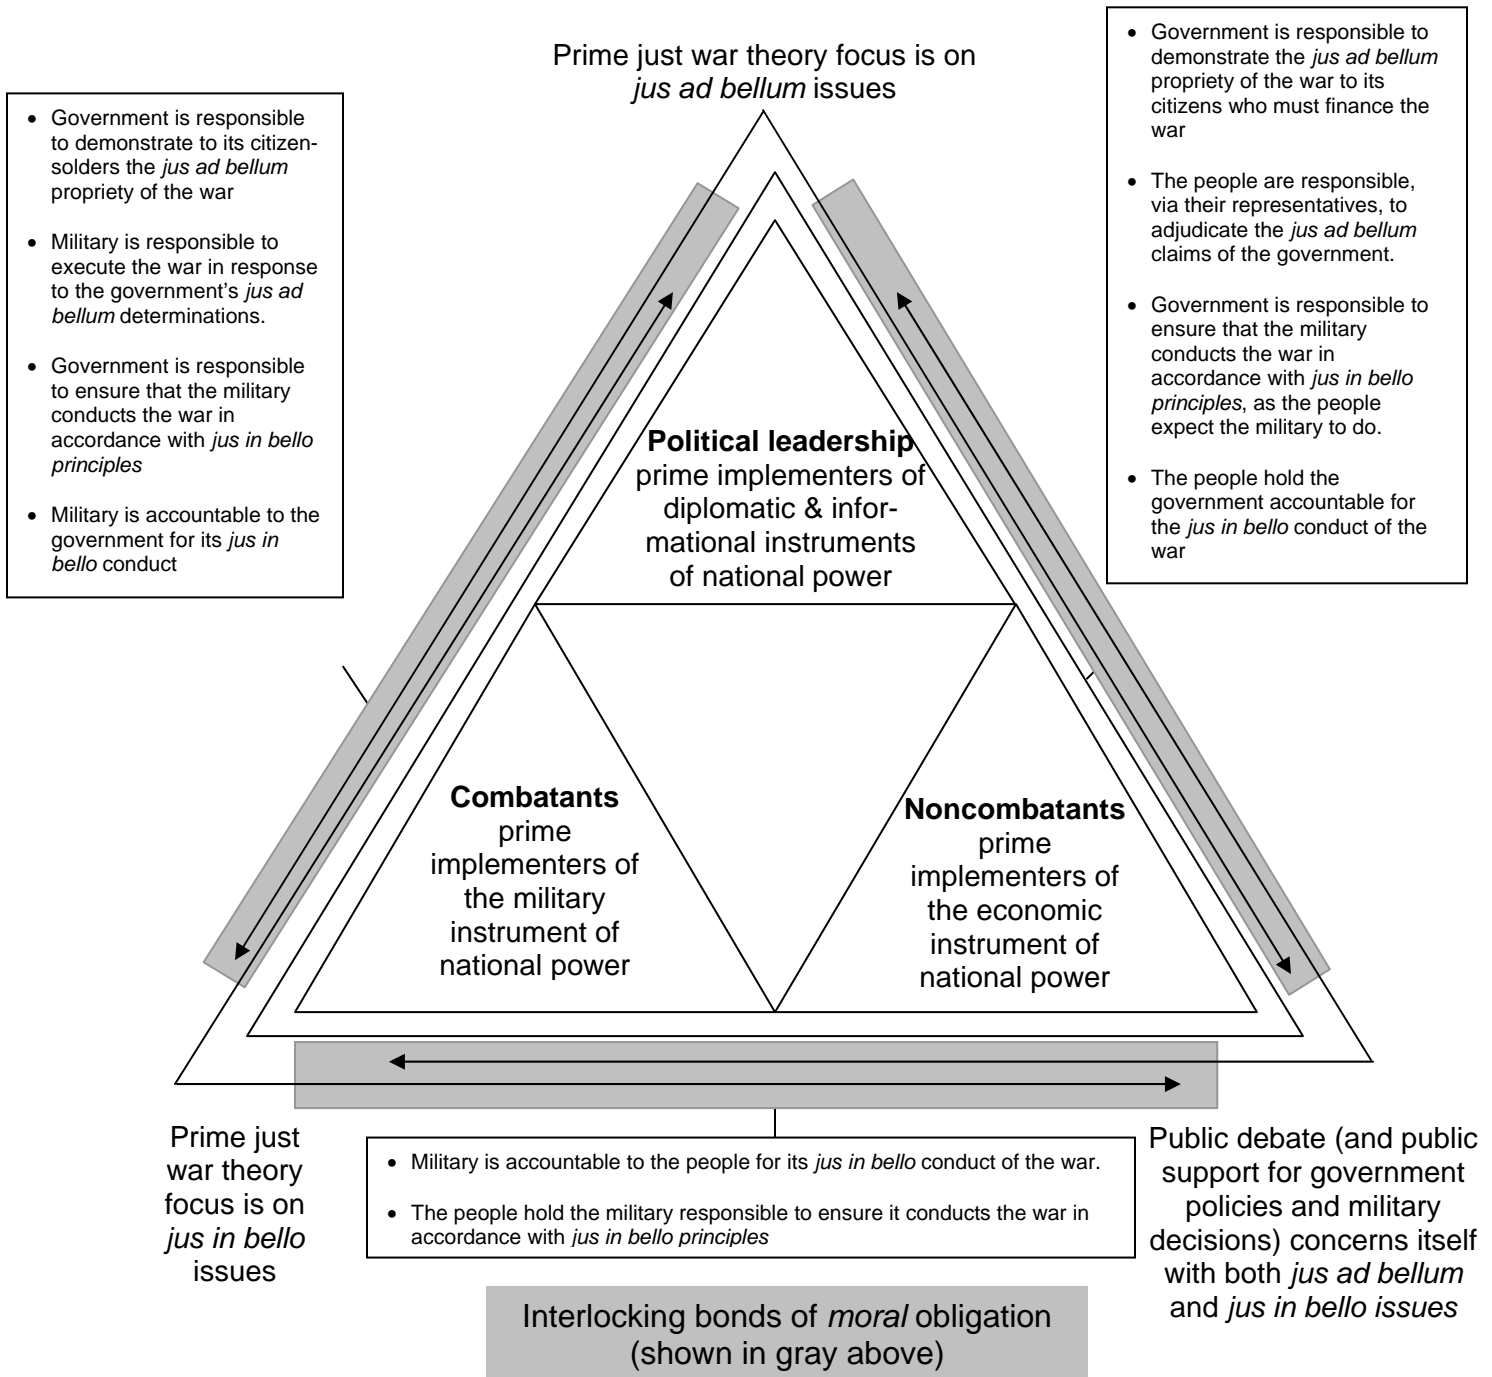 Prime just war theory focus is on
jus ad bellum issues
• Government is responsible
to demonstrate to its citizen-
solders the jus ad bellum
propriety of the war
• Military is responsible to
execute the war in response
to the government’s jus ad
bellum determinations.
• Government is responsible
to ensure that the military
conducts the war in
accordance with jus in bello
principles
• Military is accountable to the
government for its jus in
bello conduct
• Government is responsible to
demonstrate the jus ad bellum
propriety of the war to its
citizens who must finance the
war
• The people are responsible,
via their representatives, to
adjudicate the jus ad bellum
claims of the government.
• Government is responsible to
ensure that the military
conducts the war in
accordance with jus in bello
principles, as the people
expect the military to do.
• The people hold the
government accountable for
the jus in bello conduct of the
war
Political leadership
prime implementers of
diplomatic & infor-
mational instruments
of national power
Combatants
prime
implementers of
the military
instrument of
national power
Noncombatants
prime
implementers of
the economic
instrument of
national power
Prime just
war theory
focus is on
jus in bello
issues
• Military is accountable to the people for its jus in bello conduct of the war.
• The people hold the military responsible to ensure it conducts the war in
accordance with jus in bello principles
Public debate (and public
support for government
policies and military
decisions) concerns itself
with both jus ad bellum
and jus in bello issues
Interlocking bonds of moral obligation
(shown in gray above)